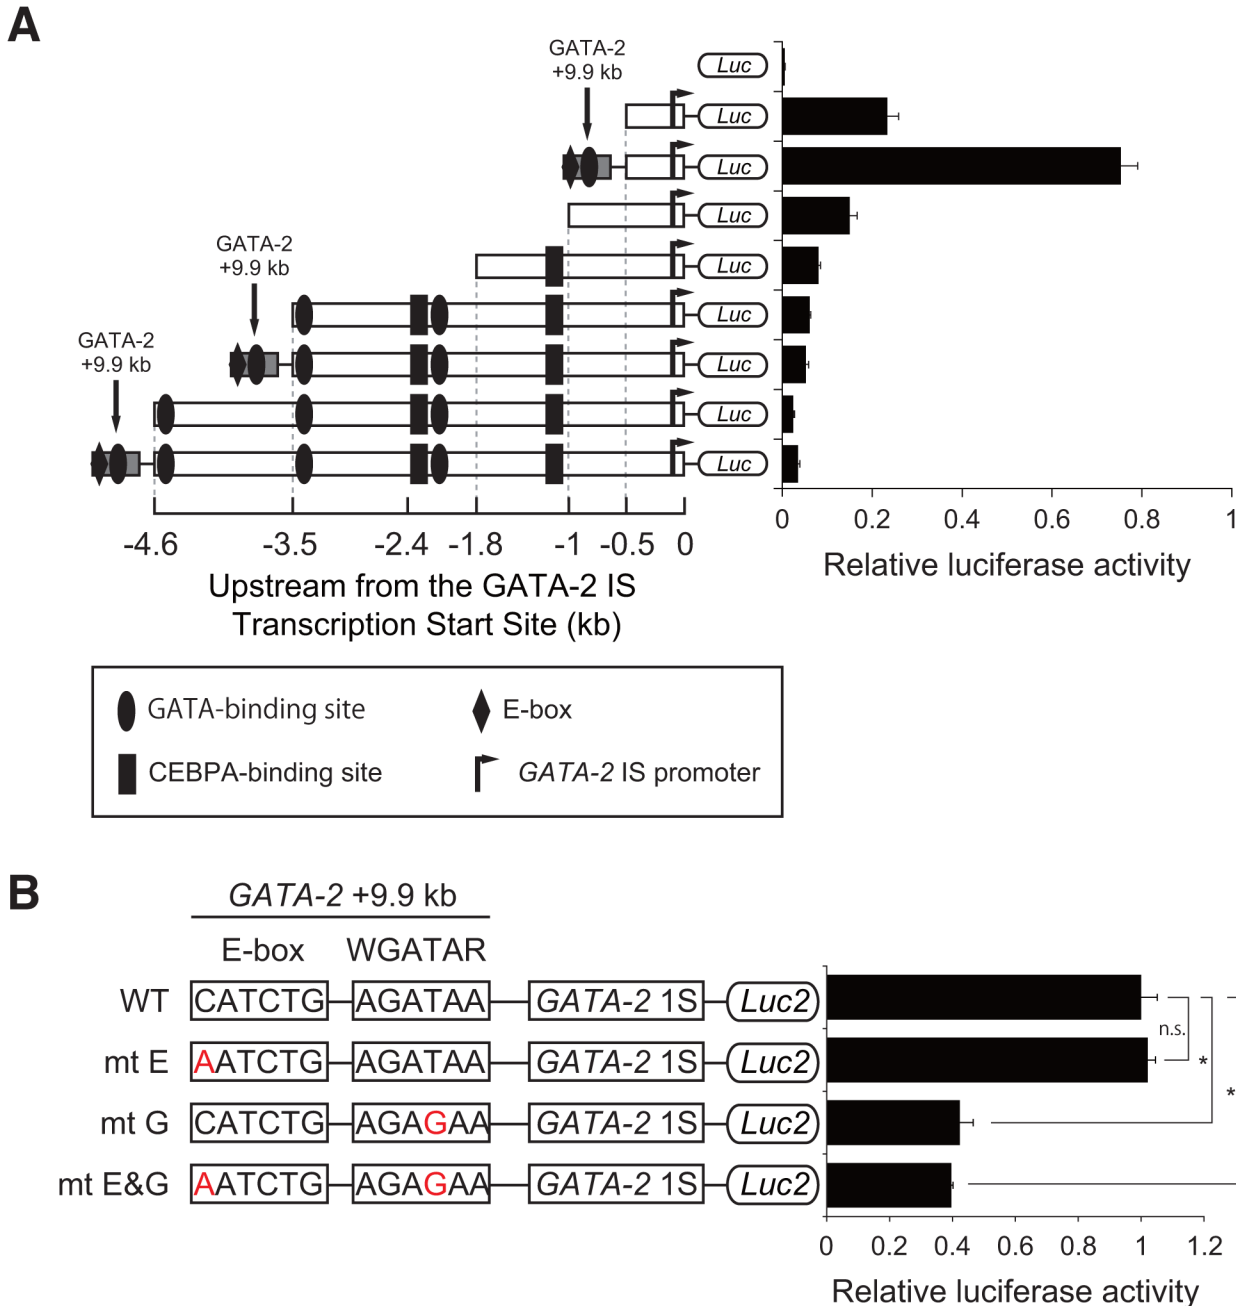 A
GATA-2
+9.9 kb
Luc
Luc
Luc
Luc
GATA-2
+9.9 kb
Luc
Luc
GATA-2
+9.9 kb
Luc
Luc
Luc
0 0.2 0.4 0.6 0.8 1
Relative luciferase activity
-4.6 -3.5 -2.4 -1.8 -1 -0.5 0
Upstream from the GATA-2 IS
Transcription Start Site (kb)
GATA-binding site
E-box
CEBPA-binding site
GATA-2 IS promoter
B
GATA-2 +9.9 kb
E-box WGATAR
WT CATCTG AGATAA GATA-2 1S Luc2
n.s.
mt E AATCTG AGATAA GATA-2 1S Luc2
*
*
mt G CATCTG AGAGAA GATA-2 1S Luc2
mt E&G AATCTG AGAGAA GATA-2 1S Luc2
0 0.2 0.4 0.6 0.8 1 1.2
Relative luciferase activity